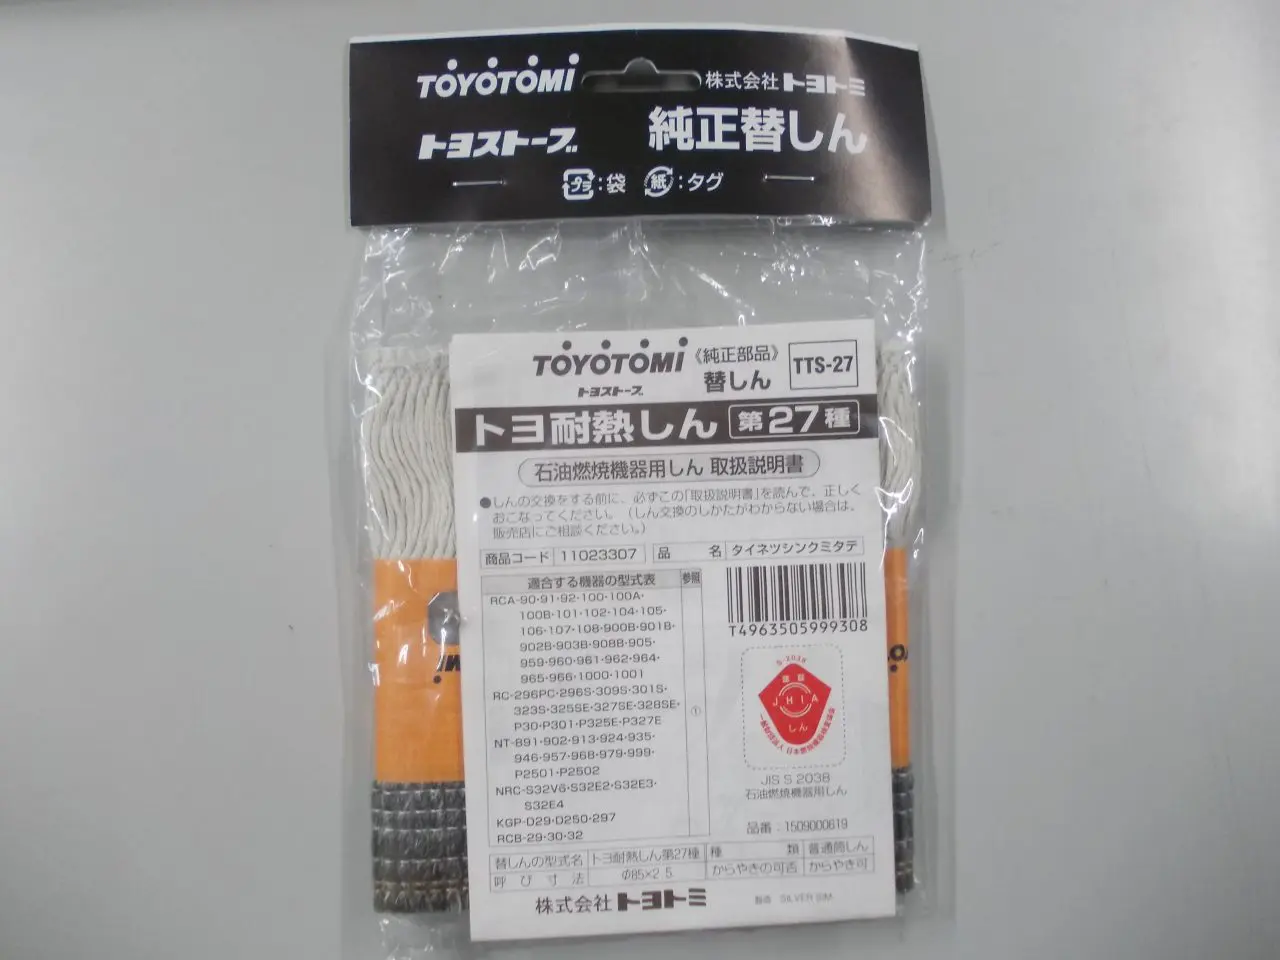 TOYOTOMI 株式会社トヨトミ
トヨストーブ 純正替しん
プラ:袋 紙:タグ
TOYOTOMI 《純正部品》 TTS-27
トヨストーブ 替しん
トヨ耐熱しん 第27種
石油燃焼機器用しん 取扱説明書
●しんの交換をする前に、必ずこの「取扱説明書」を読んで、正しく
おこなってください。(しん交換のしかたがわからない場合は、
販売店にご相談ください。)
商品コード 11023307 品名 タイネツシンクミタテ
適合する機器の型式表 参照
RCA-90・91・92・100・100A・
100B・101・102・104・105・
106・107・108・900B・901B・
902B・903B・908B・905・
959・960・961・962・964・
965・966・1000・1001
RC-296PC・296S・309S・301S・
323S・325SE・327SE・328SE・
P30・P301・P325E・P327E
①
NT-891・902・913・924・935・
946・957・968・979・999・
P2501・P2502
NRC-S32V6・S32E2・S32E3・
S32E4
KGP-D29・D250・297
RCB-29・30・32
T4963505999308
S-2038
認証
JHIA
しん
JIS S 2038
石油燃焼機器用しん
品番:1509000619
替しんの型式名 トヨ耐熱しん第27種 種類 普通筒しん
呼び寸法 Φ85×2.5 からやきの可否 からやき可
株式会社トヨトミ
製造 SILVER SIM